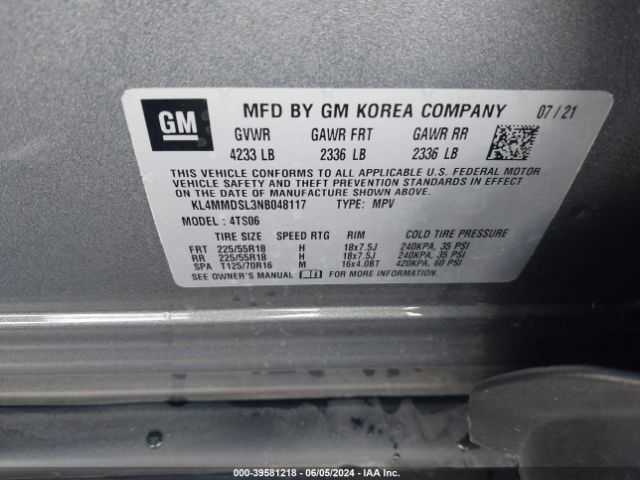 GM
MFD BY GM KOREA COMPANY 07 / 21
GVWR GAWR FRT GAWR RR
4233 LB 2336 LB 2336 LB
THIS VEHICLE CONFORMS TO ALL APPLICABLE U.S. FEDERAL MOTOR
VEHICLE SAFETY AND THEFT PREVENTION STANDARDS IN EFFECT
ON THE DATE OF MANUFACTURE SHOWN ABOVE.
KL4MMDSL3NB048117 TYPE: MPV
MODEL : 4TS06
TIRE SIZE SPEED RTG RIM COLD TIRE PRESSURE
FRT 225/55R18 H 18x7.5J 240KPA, 35 PSI
RR 225/55R18 H 18x7.5J 240KPA, 35 PSI
SPA T125/70R16 M 16x4.0BT 420KPA, 60 PSI
SEE OWNER'S MANUAL FOR MORE INFORMATION.
000-39581218 - 06/05/2024 - IAA Inc.